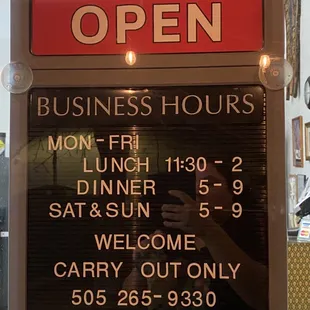 OPEN
BUSINESS HOURS
MON-FRI
LUNCH 11:30 - 2
DINNER 5-9
SAT & SUN 5-9
WELCOME
CARRY OUT ONLY
505 265-9330